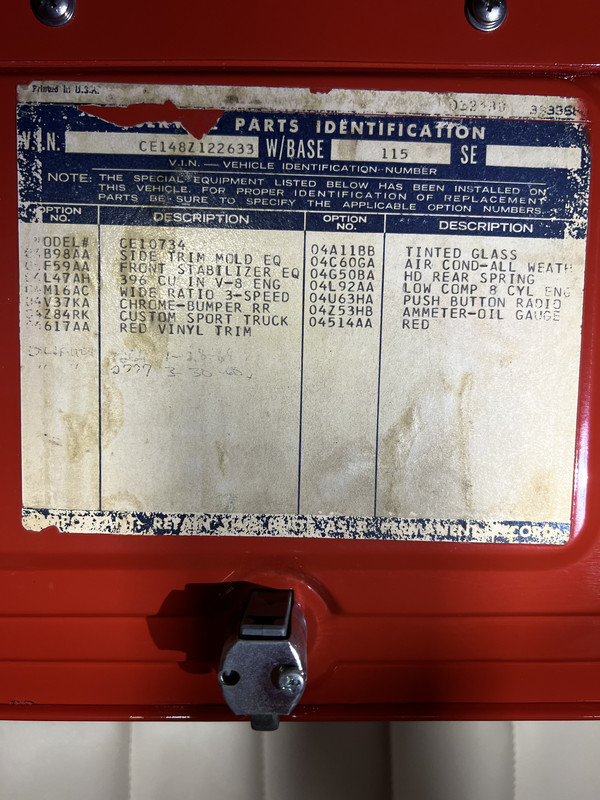 Printed in U.S.A.
PARTS IDENTIFICATION
V.I.N. CE148Z122633 W/BASE 115 SE
V.I.N. — VEHICLE IDENTIFICATION NUMBER
NOTE: THE SPECIAL EQUIPMENT LISTED BELOW HAS BEEN INSTALLED ON
THIS VEHICLE. FOR PROPER IDENTIFICATION OF REPLACEMENT
PARTS BE SURE TO SPECIFY THE APPLICABLE OPTION NUMBERS.
OPTION NO. DESCRIPTION OPTION NO. DESCRIPTION
ODEL# CE10734
B98AA SIDE TRIM MOLD EQ 04A11BB TINTED GLASS
F59AA FRONT STABILIZER EQ 04C60GA AIR COND-ALL WEATH
L47AH 396 CU IN V-8 ENG 04G50BA HD REAR SPRING
M16AC WIDE RATIO 3-SPEED 04L92AA LOW COMP 8 CYL ENG
V37KA CHROME-BUMPER RR 04U63HA PUSH BUTTON RADIO
04Z84RK CUSTOM SPORT TRUCK 04Z53HB AMMETER-OIL GAUGE
617AA RED VINYL TRIM 04514AA RED